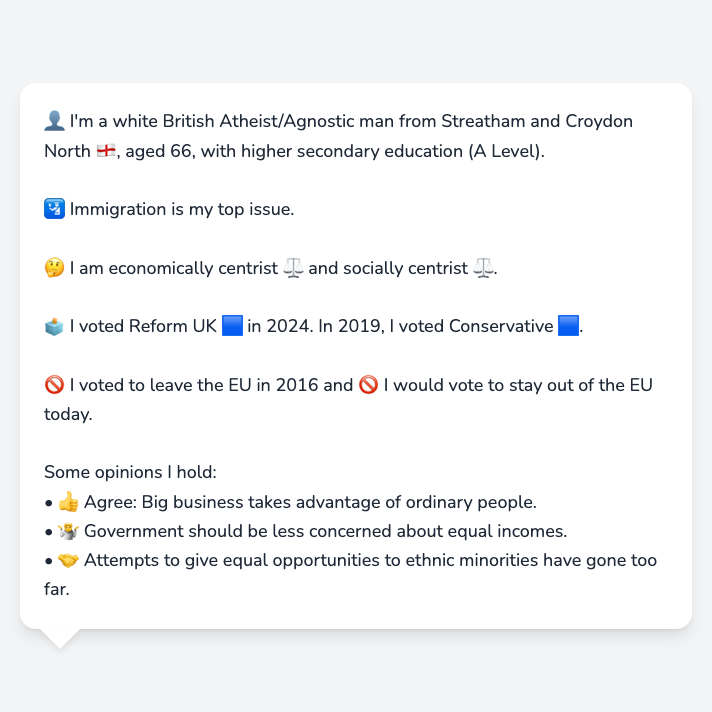 👤 I'm a white British Atheist/Agnostic man from Streatham and Croydon
North 🏴󠁧󠁢󠁥󠁮󠁧󠁿, aged 66, with higher secondary education (A Level).
🛂 Immigration is my top issue.
🤔 I am economically centrist ⚖️ and socially centrist ⚖️.
🗳️ I voted Reform UK 🟦 in 2024. In 2019, I voted Conservative 🟦.
🚫 I voted to leave the EU in 2016 and 🚫 I would vote to stay out of the EU
today.
Some opinions I hold:
• 👍 Agree: Big business takes advantage of ordinary people.
• 🤷 Government should be less concerned about equal incomes.
• 🤝 Attempts to give equal opportunities to ethnic minorities have gone too
far.